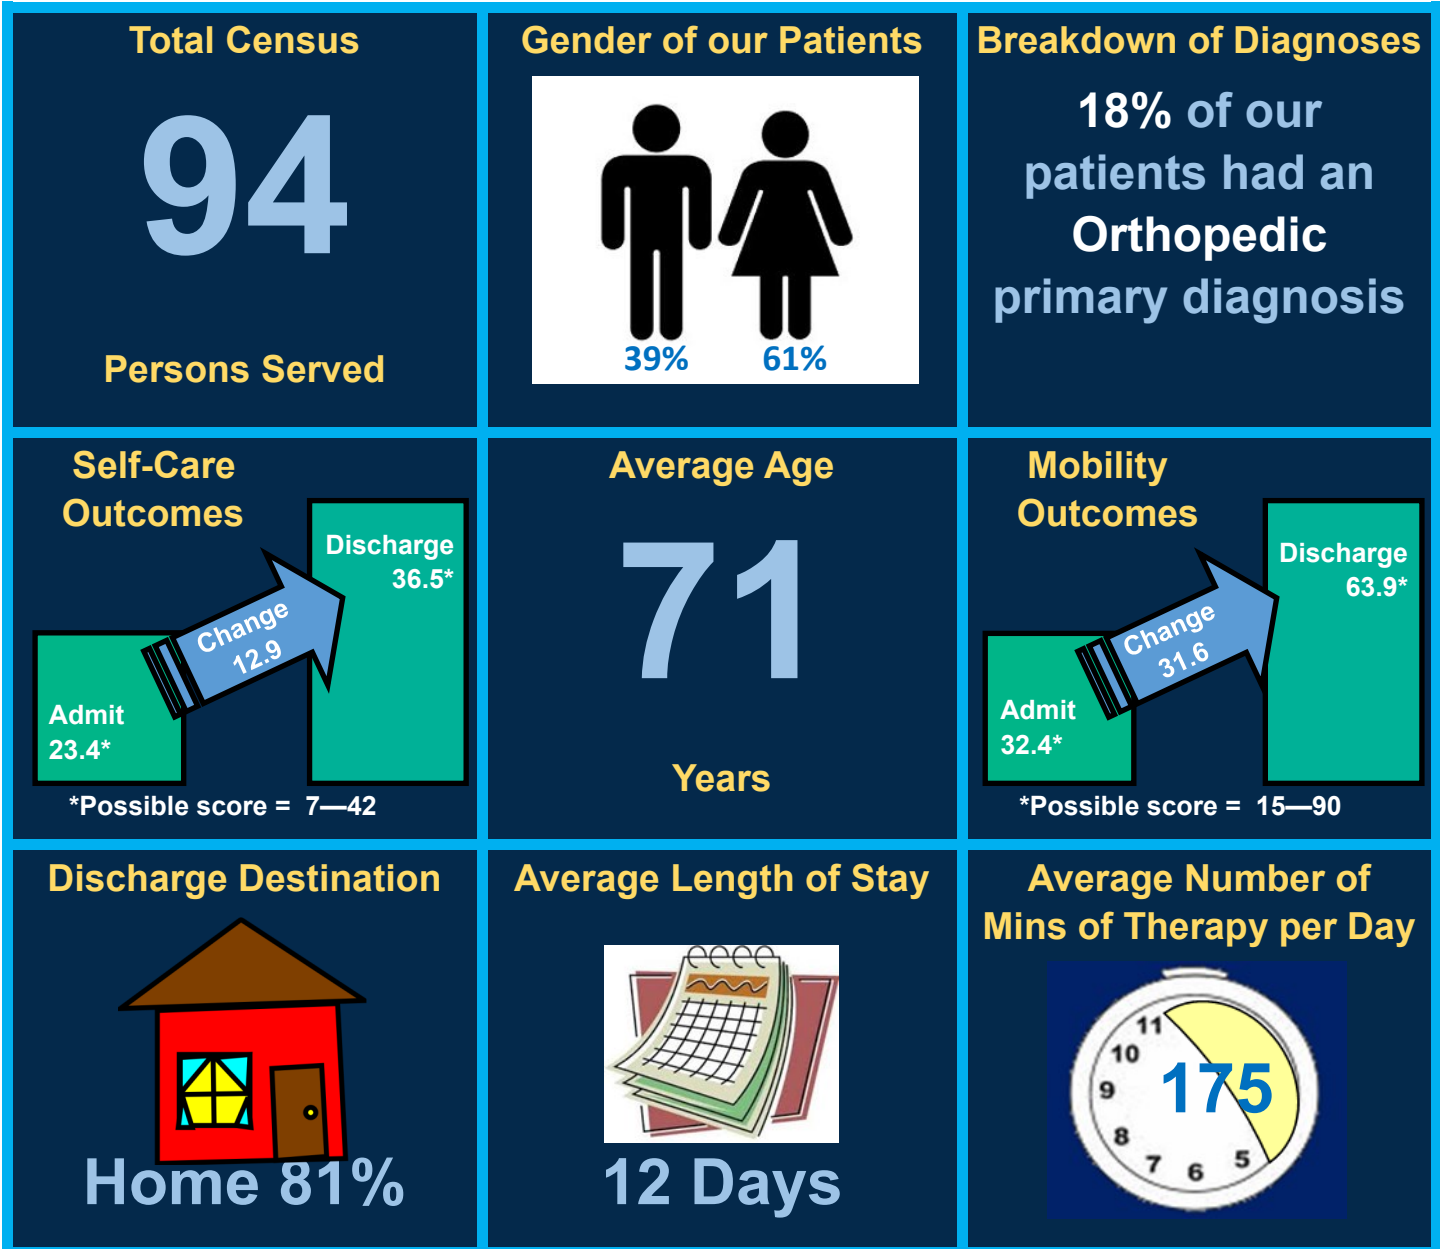 Total Census
94
Persons Served
Gender of our Patients
39% 61%
Breakdown of Diagnoses
18% of our
patients had an
Orthopedic
primary diagnosis
Self-Care
Outcomes
Discharge
36.5*
Change
12.9
Admit
23.4*
*Possible score = 7—42
Average Age
71
Years
Mobility
Outcomes
Discharge
63.9*
Change
31.6
Admit
32.4*
*Possible score = 15—90
Discharge Destination
Home 81%
Average Length of Stay
12 Days
Average Number of
Mins of Therapy per Day
11
10
9
8
7
6
5
175